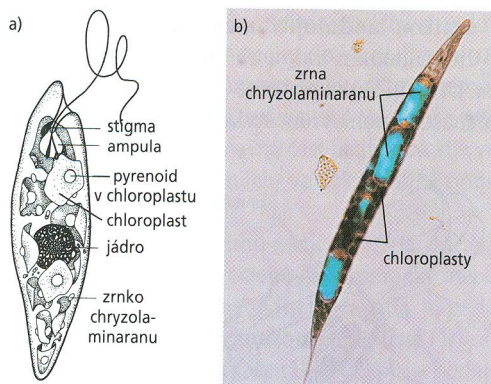 a)
stigma
ampula
pyrenoid
v chloroplastu
chloroplast
jádro
zrnko
chryzola-
minaranu
b)
zrna
chryzolaminaranu
chloroplasty